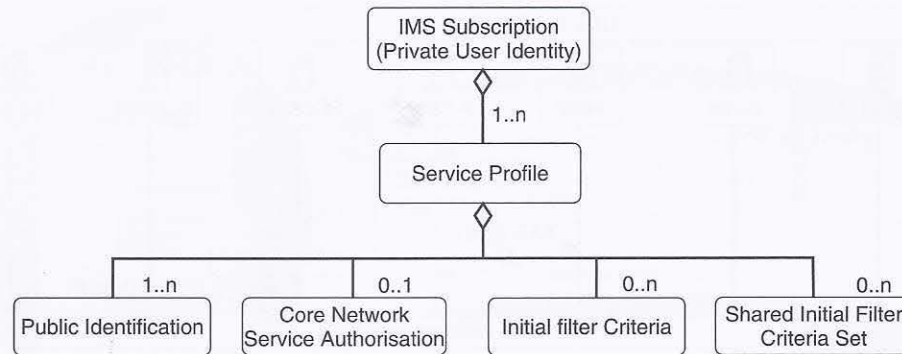 IMS Subscription
(Private User Identity)
1..n
Service Profile
1..n
0..1
0..n
0..n
Public Identification
Core Network
Service Authorisation
Initial filter Criteria
Shared Initial Filter
Criteria Set